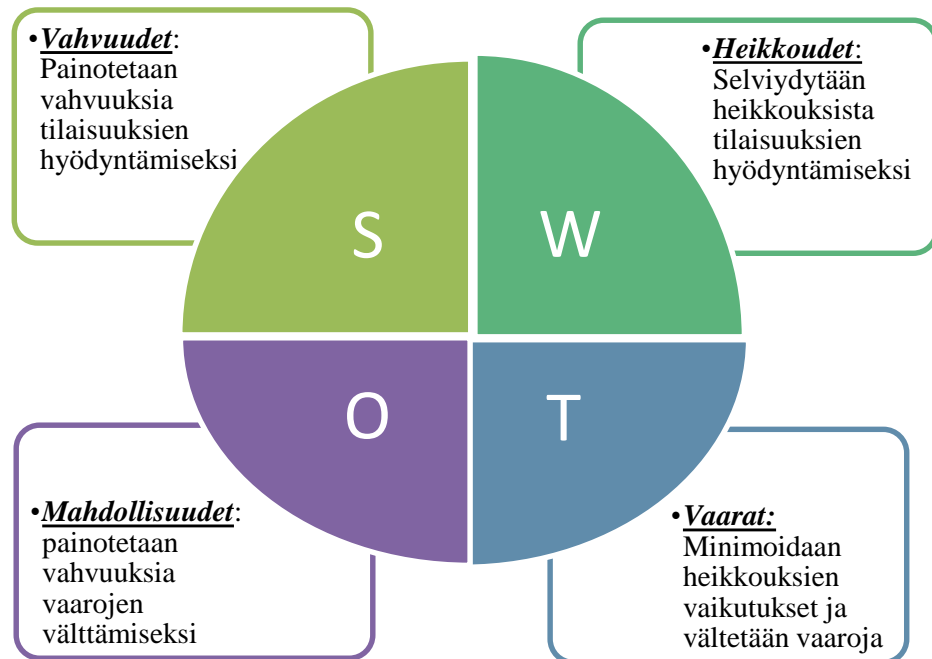 •Vahvuudet:
Painotetaan
vahvuuksia
tilaisuuksien
hyödyntämiseksi
•Heikkoudet:
Selviydytään
heikkouksista
tilaisuuksien
hyödyntämiseksi
S
W
O
T
•Mahdollisuudet:
painotetaan
vahvuuksia
vaarojen
välttämiseksi
•Vaarat:
Minimoidaan
heikkouksien
vaikutukset ja
vältetään vaaroja